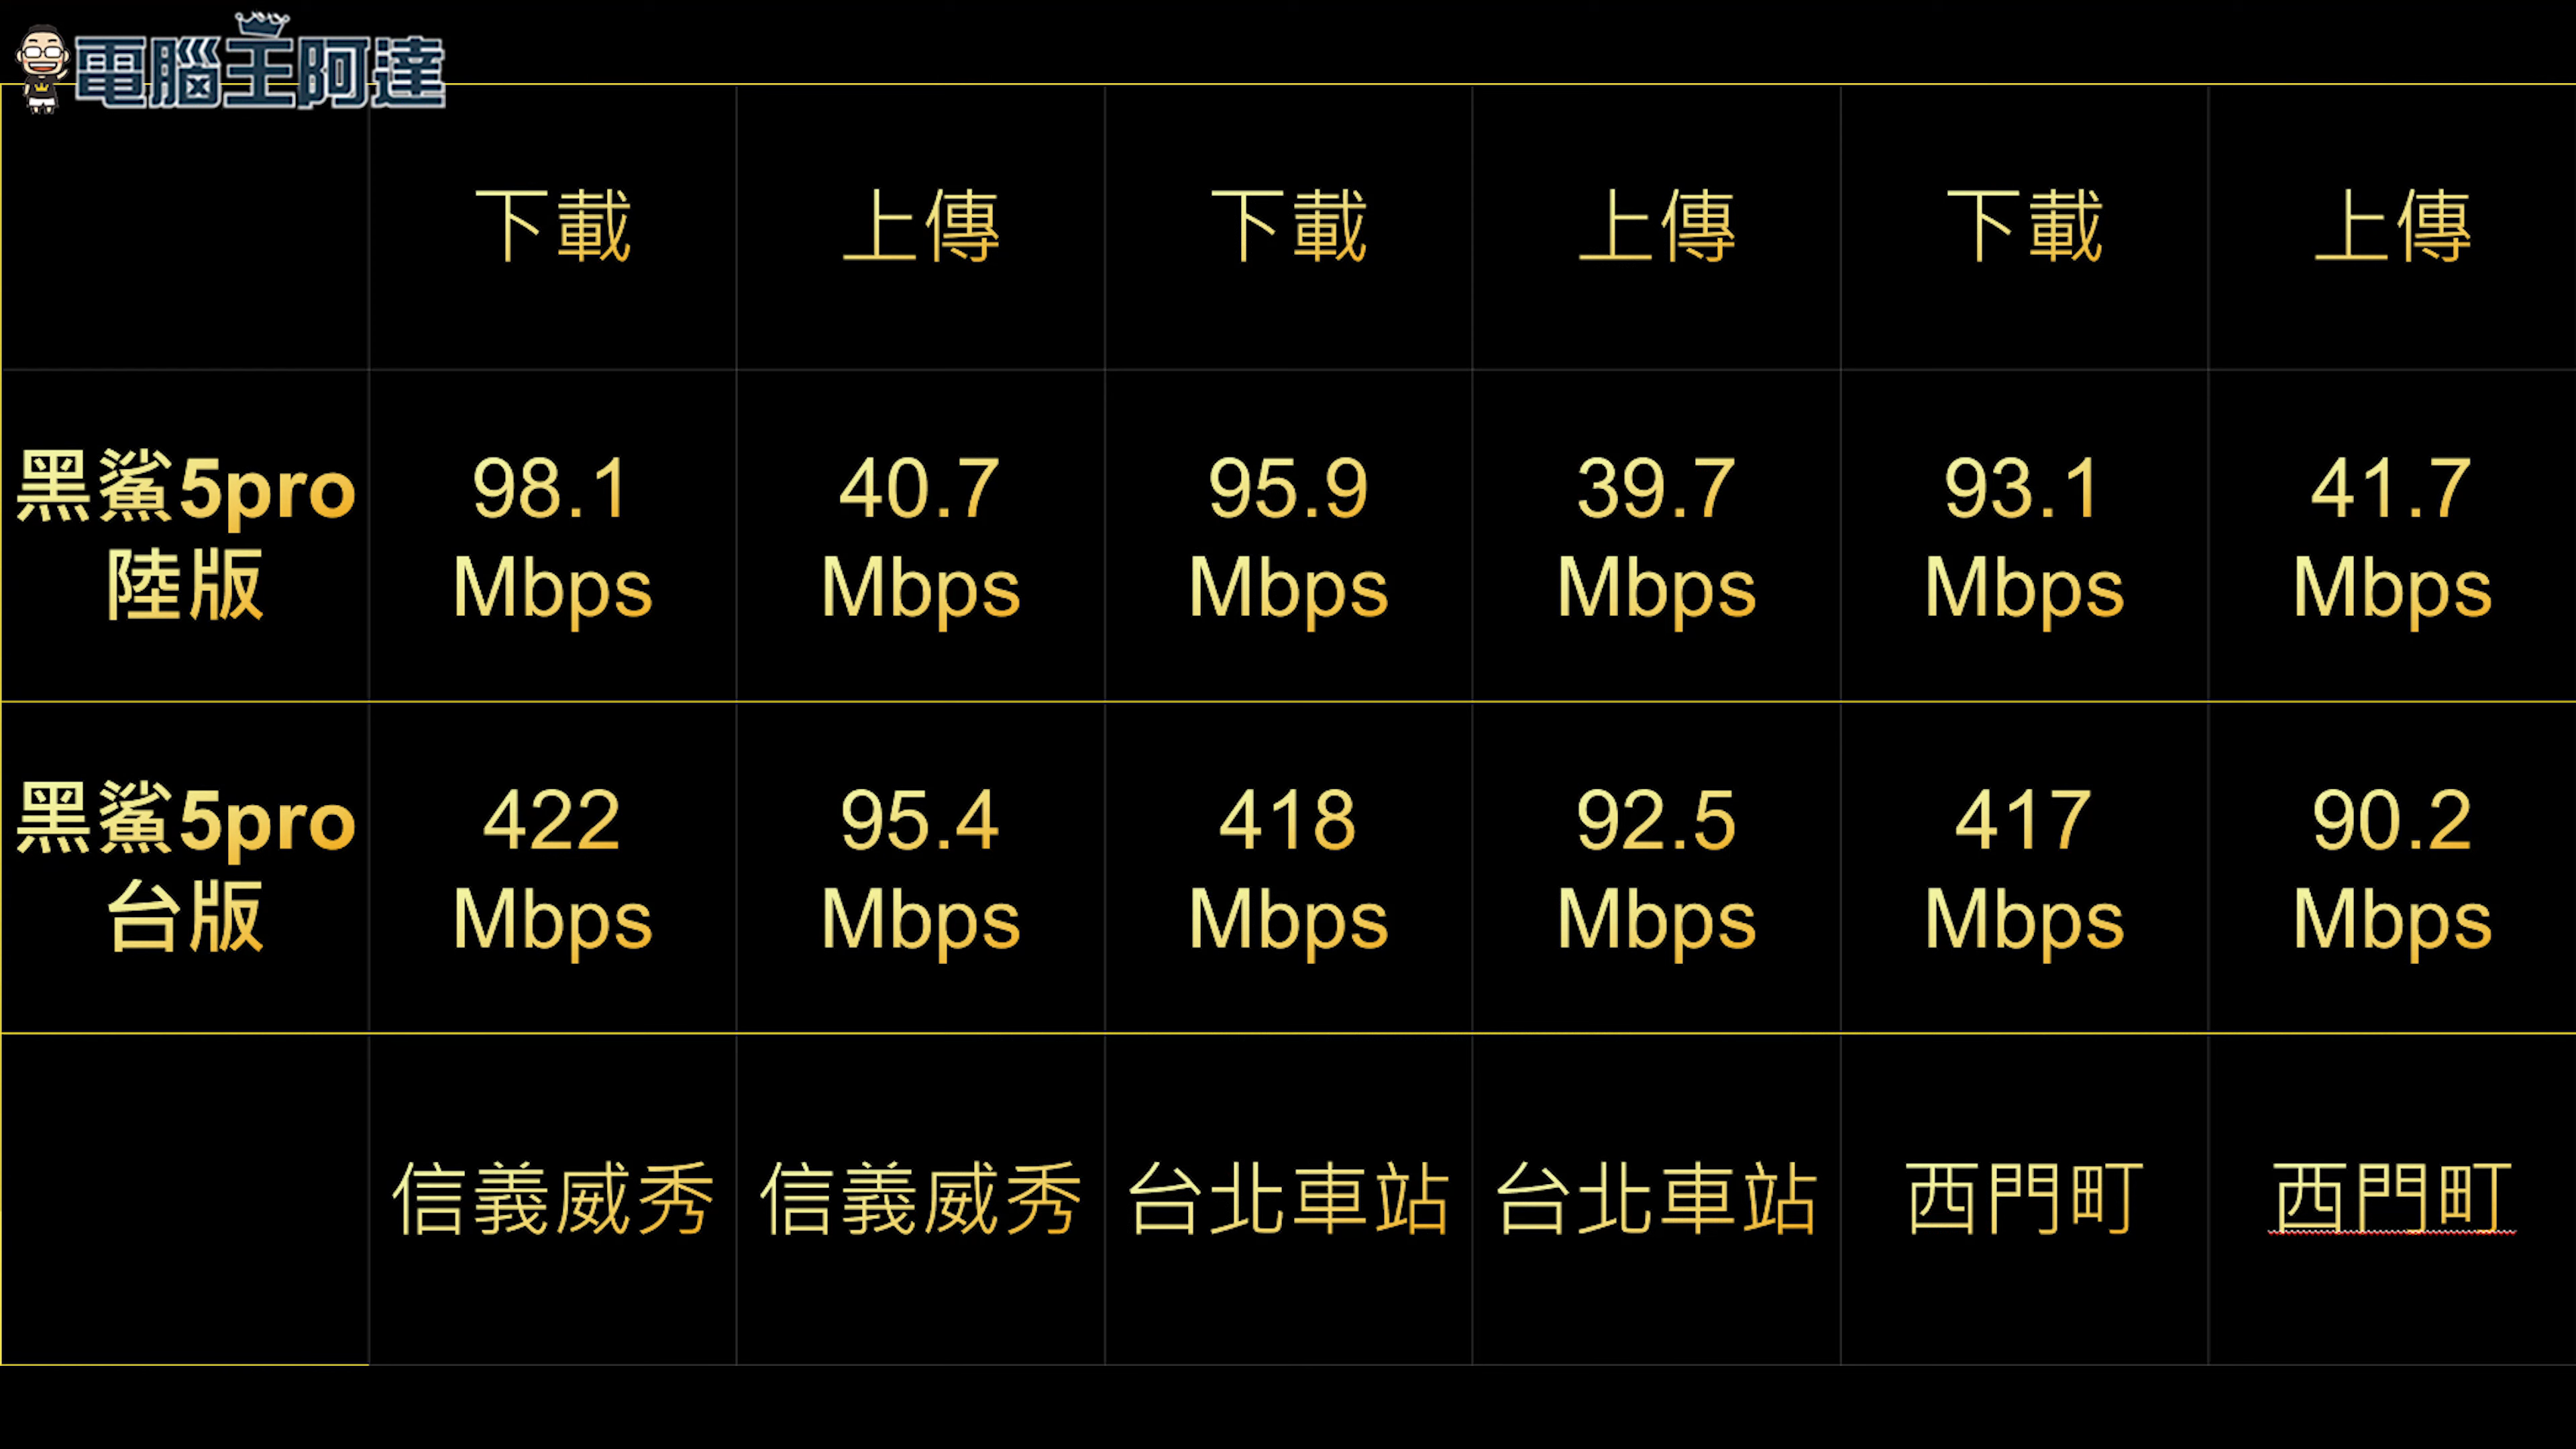 電腦王阿達
下載 上傳 下載 上傳 下載 上傳
黑鯊5pro 98.1 40.7 95.9 39.7 93.1 41.7
陸版 Mbps Mbps Mbps Mbps Mbps Mbps
黑鯊5pro 422 95.4 418 92.5 417 90.2
台版 Mbps Mbps Mbps Mbps Mbps Mbps
信義威秀 信義威秀 台北車站 台北車站 西門町 西門町